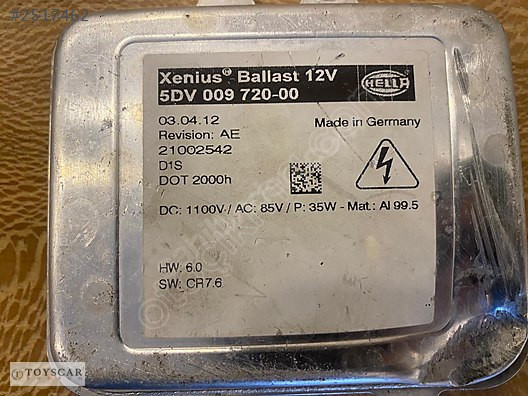 Xenius® Ballast 12V
5DV 009 720-00
HELLA
03.04.12
Made in Germany
Revision: AE
21002542
D1S
DOT 2000h
DC: 1100V/ AC: 85V / P: 35W - Mat.: Al 99.5
HW: 6.0
SW: CR7.6
TOYSCAR